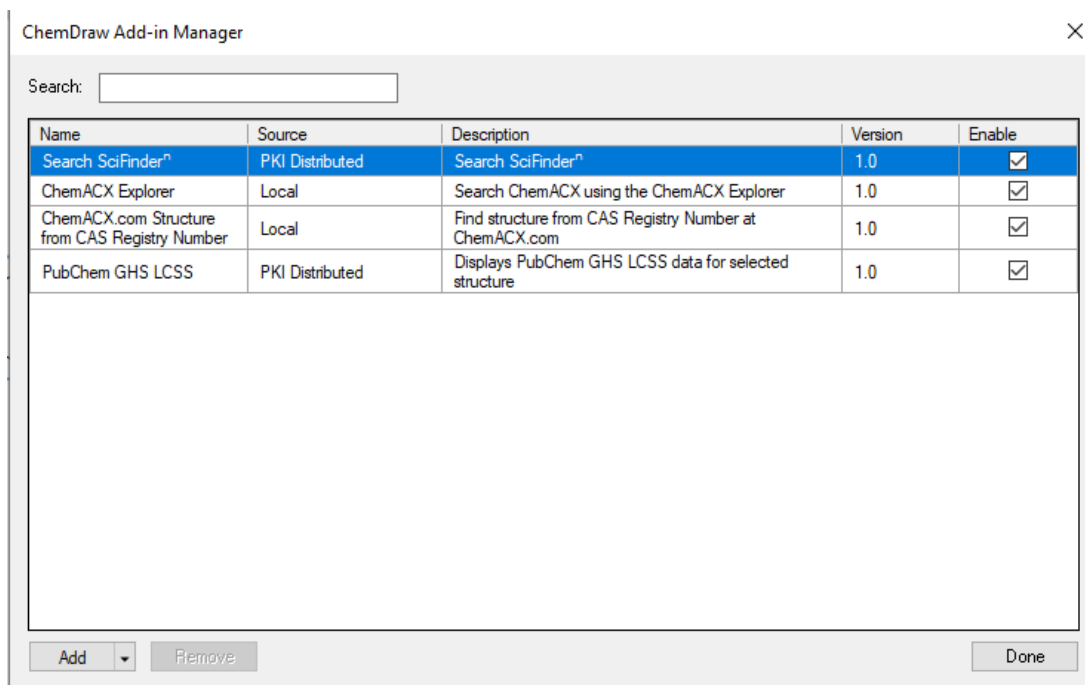 ChemDraw Add-in Manager
Search:
Name Source Description Version Enable
Search SciFinderⁿ PKI Distributed Search SciFinderⁿ 1.0
ChemACX Explorer Local Search ChemACX using the ChemACX Explorer 1.0
ChemACX.com Structure
from CAS Registry Number
Local
Find structure from CAS Registry Number at
ChemACX.com
1.0
PubChem GHS LCSS
PKI Distributed
Displays PubChem GHS LCSS data for selected
structure
1.0
Add Remove Done